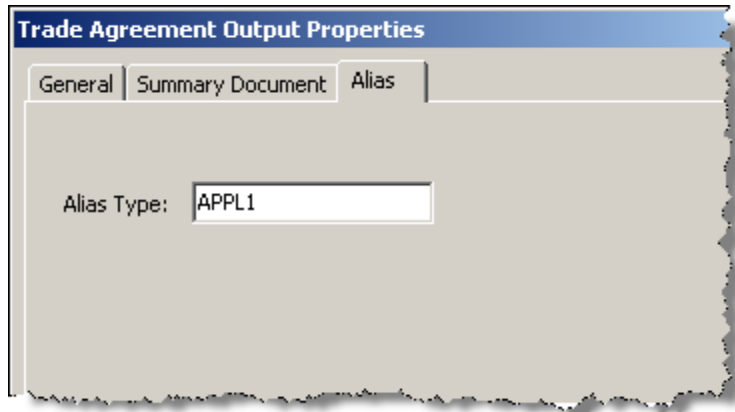 Trade Agreement Output Properties
General Summary Document Alias
Alias Type: APPL1